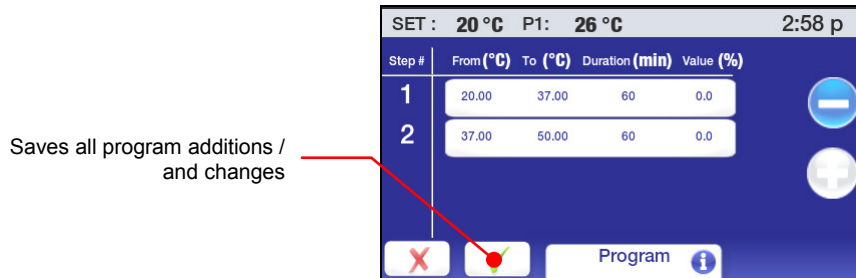 SET : 20 °C P1: 26 °C 2:58 p
Step # From (°C) To (°C) Duration (min) Value (%)
1 20.00 37.00 60 0.0
2 37.00 50.00 60 0.0
Saves all program additions /
and changes
Program i